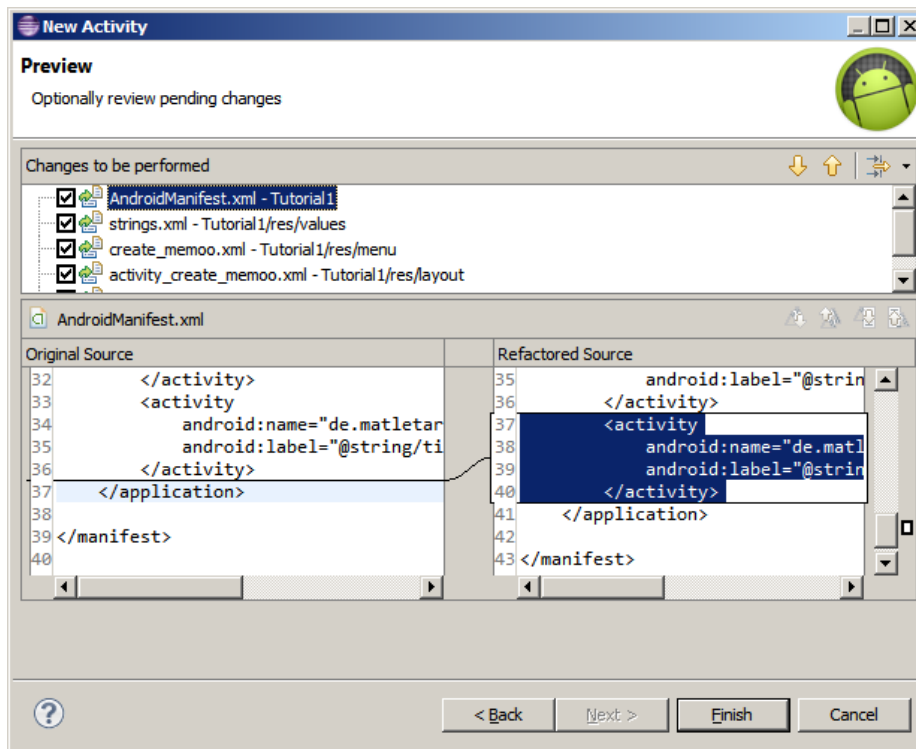 New Activity
Preview
Optionally review pending changes
Changes to be performed
AndroidManifest.xml - Tutorial1
strings.xml - Tutorial1/res/values
create_memoo.xml - Tutorial1/res/menu
activity_create_memoo.xml - Tutorial1/res/layout
AndroidManifest.xml
Original Source
32 </activity>
33 <activity
34 android:name="de.matletar
35 android:label="@string/ti
36 </activity>
37 </application>
38
39 </manifest>
40
Refactored Source
35 android:label="@strin
36 </activity>
37 <activity
38 android:name="de.matl
39 android:label="@strin
40 </activity>
41 </application>
42
43 </manifest>
< Back
Next >
Finish
Cancel